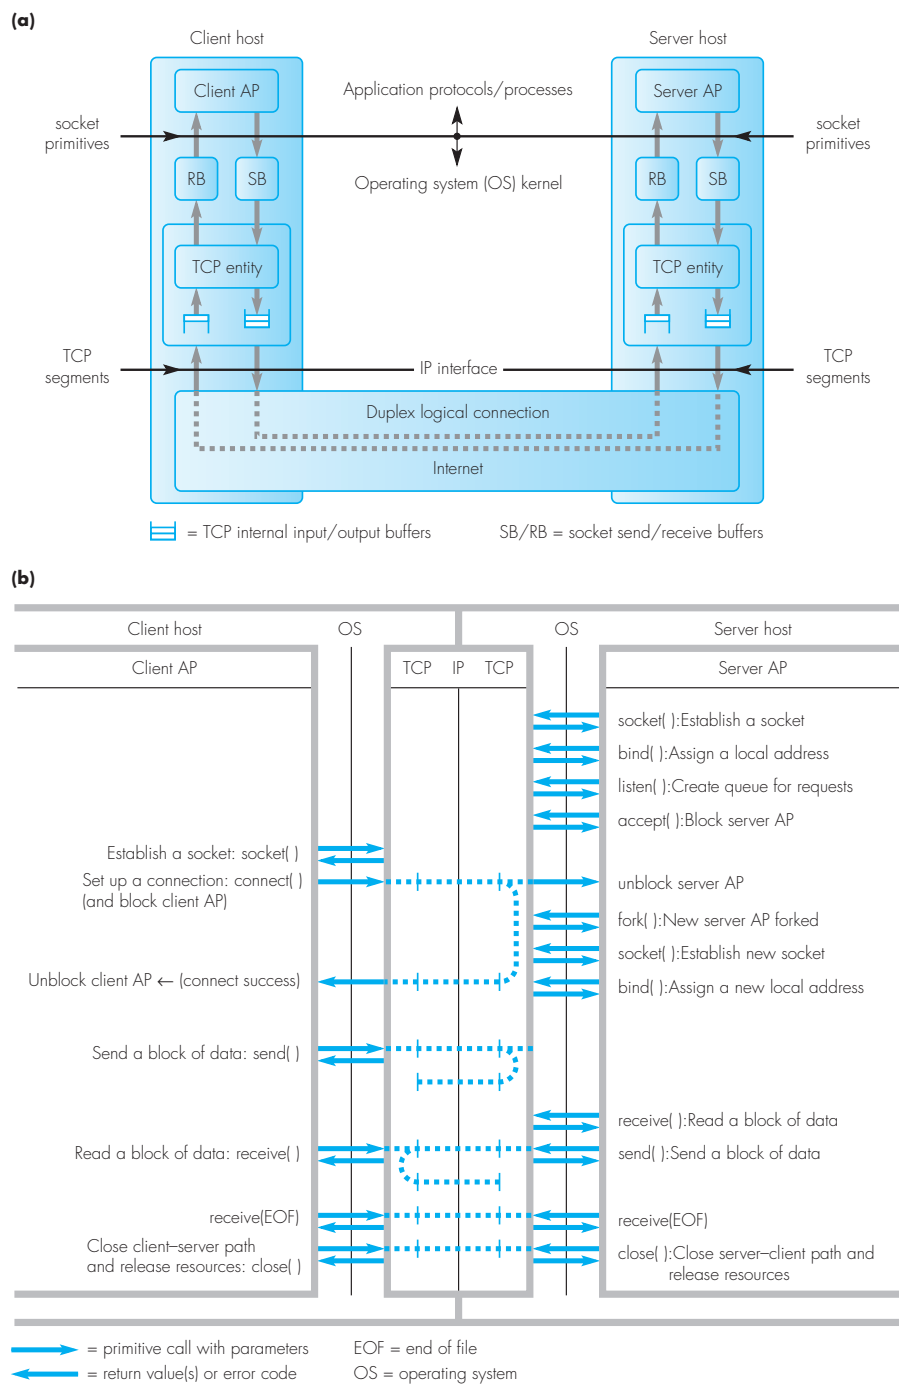 (a)
Client host
Server host
Client AP
Application protocols/processes
Server AP
socket
primitives
socket
primitives
RB
SB
Operating system (OS) kernel
RB
SB
TCP entity
TCP entity
TCP
segments
IP interface
TCP
segments
Duplex logical connection
Internet
= TCP internal input/output buffers
SB/RB = socket send/receive buffers
(b)
Client host
OS
OS
Server host
Client AP
TCP
IP
TCP
Server AP
socket( ):Establish a socket
bind( ):Assign a local address
listen( ):Create queue for requests
accept( ):Block server AP
Establish a socket: socket( )
Set up a connection: connect( )
(and block client AP)
unblock server AP
fork( ):New server AP forked
socket( ):Establish new socket
Unblock client AP ← (connect success)
bind( ):Assign a new local address
Send a block of data: send( )
receive( ):Read a block of data
Read a block of data: receive( )
send( ):Send a block of data
receive(EOF)
receive(EOF)
Close client–server path
and release resources: close( )
close( ):Close server–client path and
release resources
= primitive call with parameters
EOF = end of file
= return value(s) or error code
OS = operating system